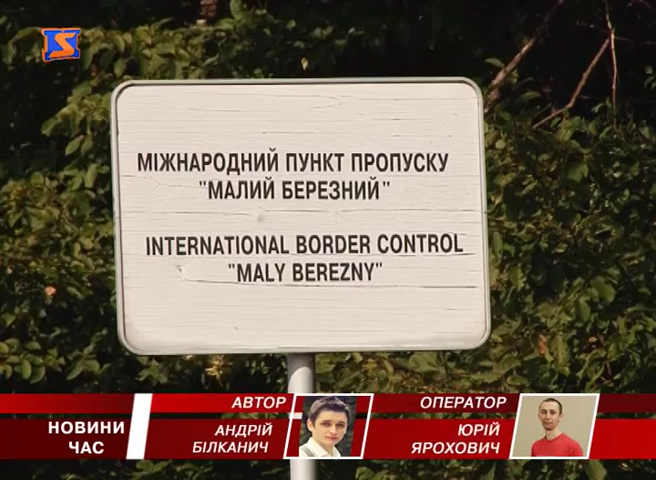 МІЖНАРОДНИЙ ПУНКТ ПРОПУСКУ
"МАЛИЙ БЕРЕЗНИЙ"
INTERNATIONAL BORDER CONTROL
"MALY BEREZNY"
НОВИНИ
ЧАС
АВТОР
АНДРІЙ
БІЛКАНИЧ
ОПЕРАТОР
ЮРІЙ
ЯРОХОВИЧ